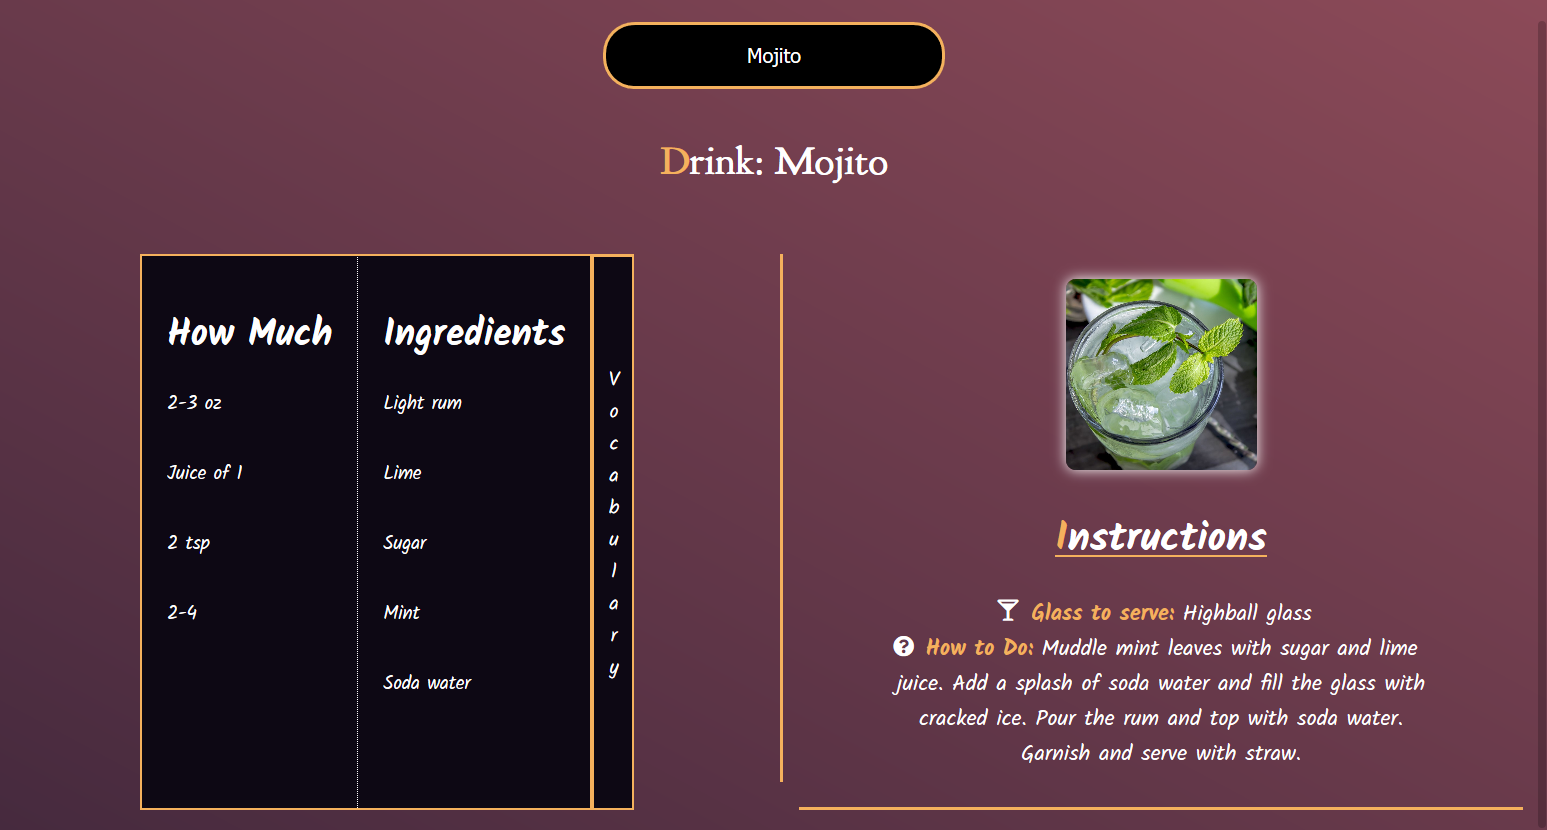 Mojito
Drink: Mojito
How Much
2-3 oz
Juice of 1
2 tsp
2-4
Ingredients
Light rum
Lime
Sugar
Mint
Soda water
V
o
c
a
b
u
l
a
r
y
Instructions
Glass to serve: Highball glass
? How to Do: Muddle mint leaves with sugar and lime
juice. Add a splash of soda water and fill the glass with
cracked ice. Pour the rum and top with soda water.
Garnish and serve with straw.